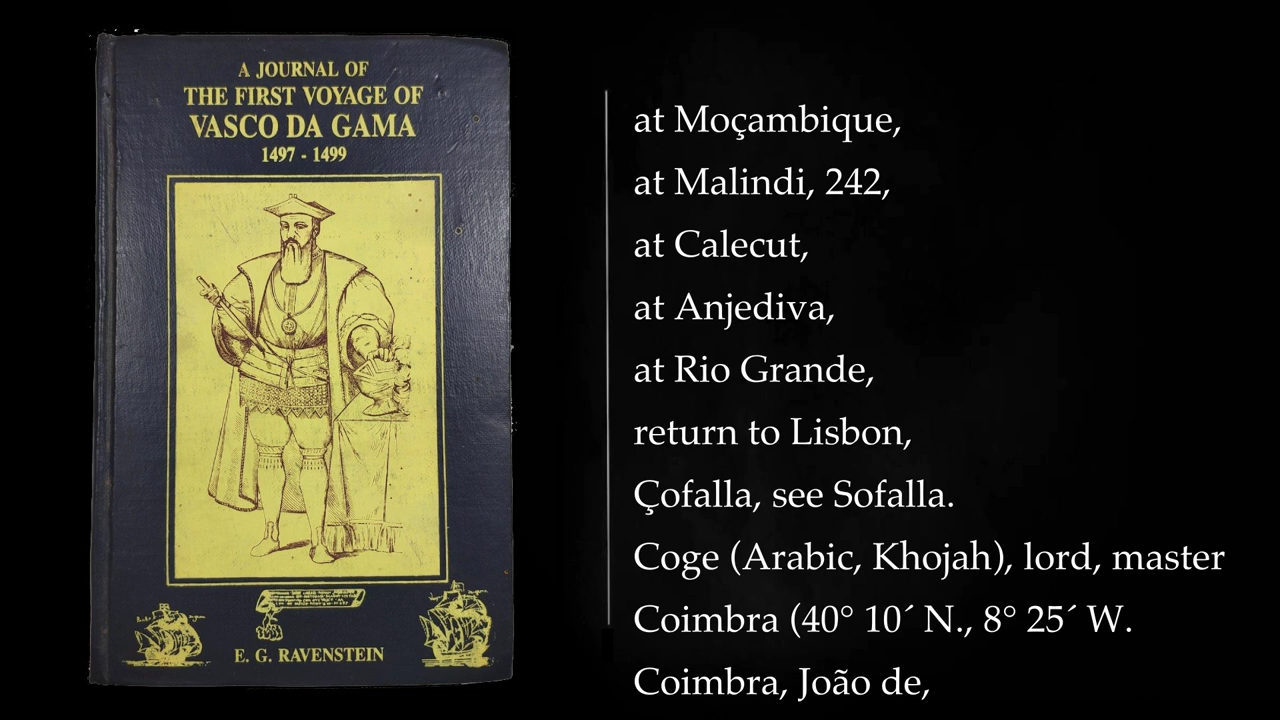 A JOURNAL OF
THE FIRST VOYAGE OF
VASCO DA GAMA
1497 - 1499
E. G. RAVENSTEIN
at Moçambique,
at Malindi, 242,
at Calecut,
at Anjediva,
at Rio Grande,
return to Lisbon,
Çofalla, see Sofalla.
Coge (Arabic, Khojah), lord, master
Coimbra (40° 10´ N., 8° 25´ W.
Coimbra, João de,